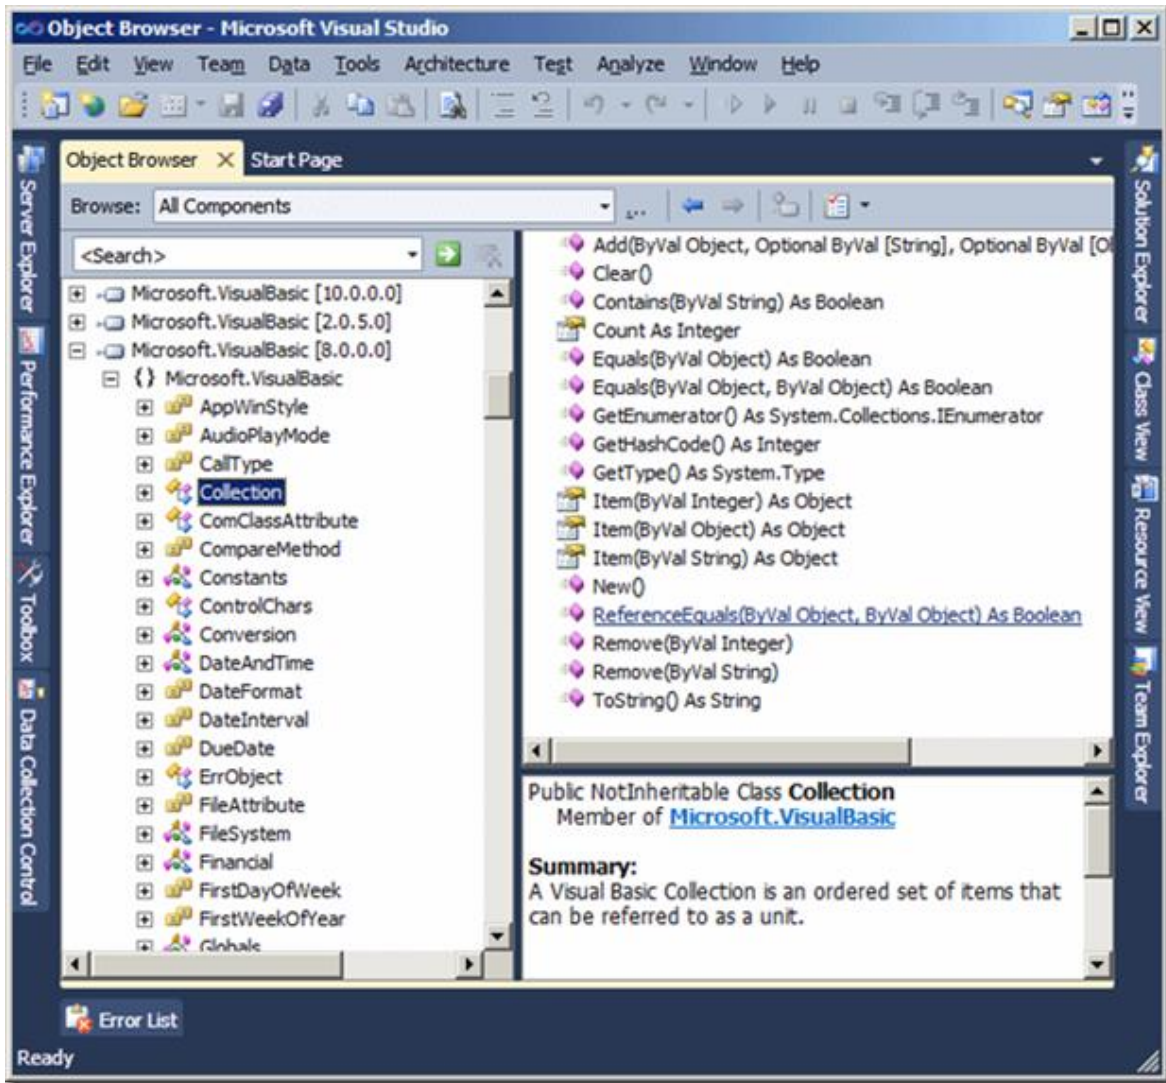 Object Browser - Microsoft Visual Studio
File Edit View Team Data Tools Architecture Test Analyze Window Help
Object Browser Start Page
Browse: All Components
<Search>
Microsoft.VisualBasic [10.0.0.0]
Microsoft.VisualBasic [2.0.5.0]
Microsoft.VisualBasic [8.0.0.0]
{} Microsoft.VisualBasic
AppWinStyle
AudioPlayMode
CallType
Collection
ComClassAttribute
CompareMethod
Constants
ControlChars
Conversion
DateAndTime
DateFormat
DateInterval
DueDate
ErrObject
FileAttribute
FileSystem
Financial
FirstDayOfWeek
FirstWeekOfYear
Globals
Add(ByVal Object, Optional ByVal [String], Optional ByVal [Ol
Clear()
Contains(ByVal String) As Boolean
Count As Integer
Equals(ByVal Object) As Boolean
Equals(ByVal Object, ByVal Object) As Boolean
GetEnumerator() As System.Collections.IEnumerator
GetHashCode() As Integer
GetType() As System.Type
Item(ByVal Integer) As Object
Item(ByVal Object) As Object
Item(ByVal String) As Object
New()
ReferenceEquals(ByVal Object, ByVal Object) As Boolean
Remove(ByVal Integer)
Remove(ByVal String)
ToString() As String
Public NotInheritable Class Collection
Member of Microsoft.VisualBasic
Summary:
A Visual Basic Collection is an ordered set of items that
can be referred to as a unit.
Server Explorer
Performance Explorer
Toolbox
Data Collection Control
Solution Explorer
Class View
Resource View
Team Explorer
Error List
Ready